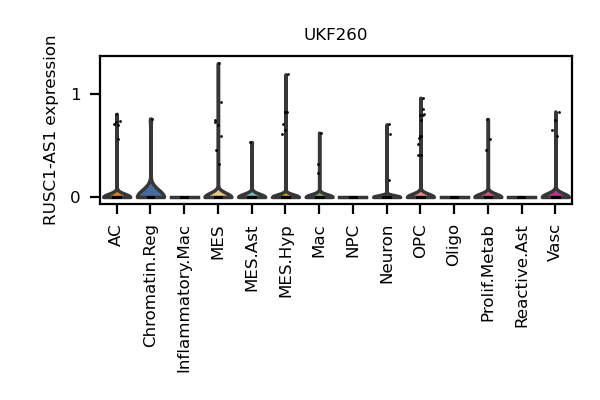 UKF260
RUSC1-AS1 expression
1
0
AC
Chromatin.Reg
Inflammatory.Mac
MES
MES.Ast
MES.Hyp
Mac
NPC
Neuron
OPC
Oligo
Prolif.Metab
Reactive.Ast
Vasc